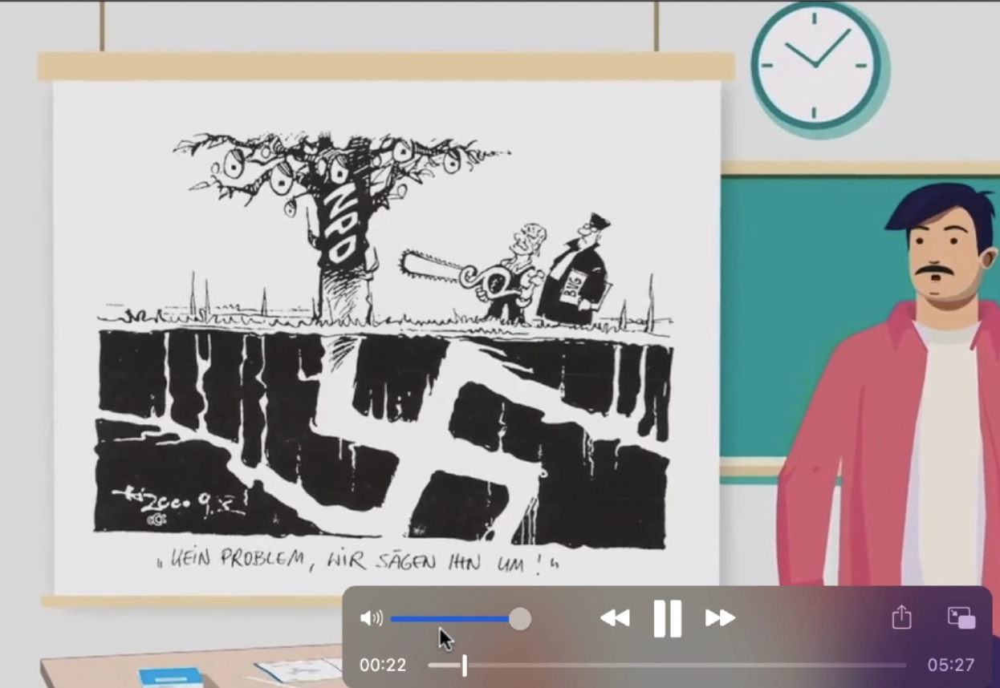 NPD
BVG
„KEIN PROBLEM, WIR SÄGEN IHN UM!"
00:22
05:27